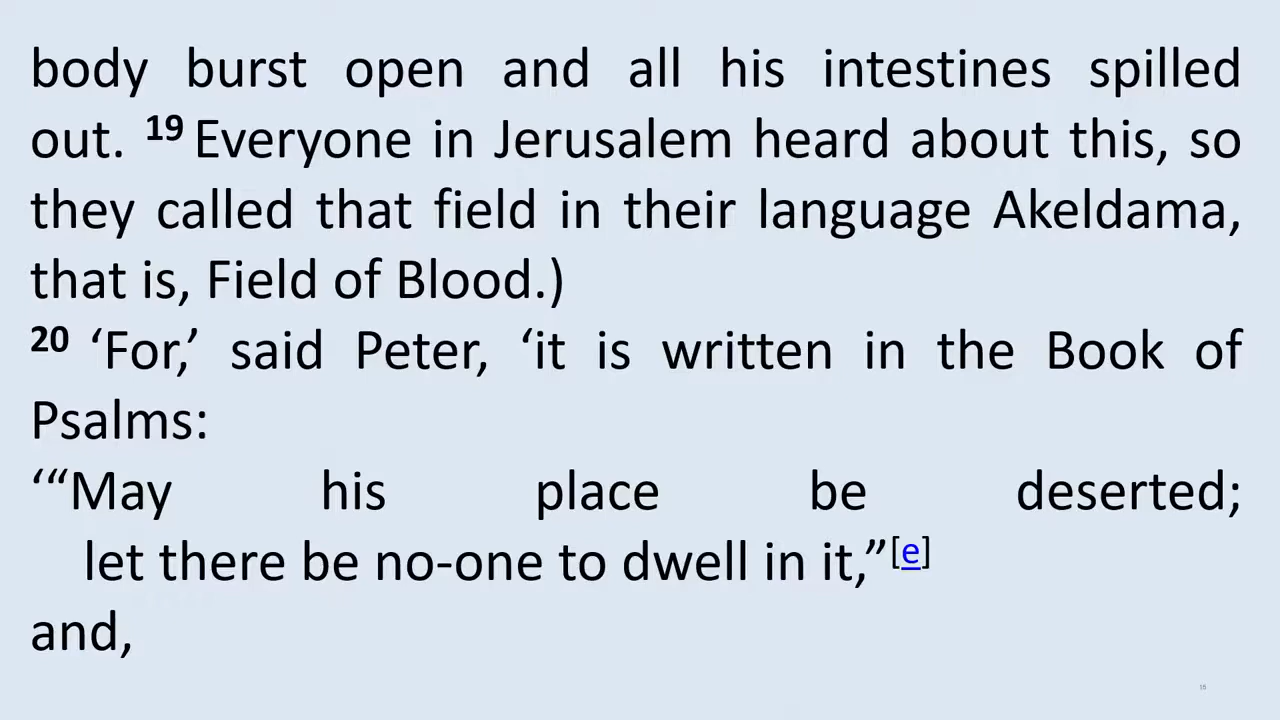 body burst open and all his intestines spilled
out. 19 Everyone in Jerusalem heard about this, so
they called that field in their language Akeldama,
that is, Field of Blood.)
20 ‘For,’ said Peter, ‘it is written in the Book of
Psalms:
‘“May his place be deserted;
let there be no-one to dwell in it,”[e]
and,
15